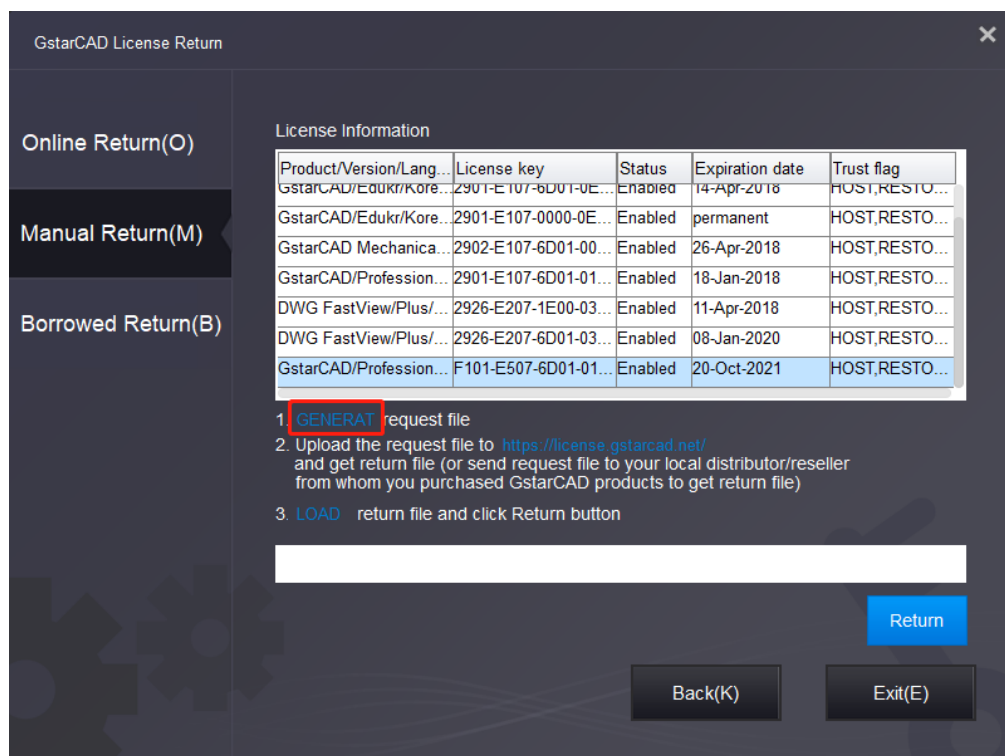 GstarCAD License Return
Online Return(O)
Manual Return(M)
Borrowed Return(B)
License Information
Product/Version/Lang... License key Status Expiration date Trust flag
GstarCAD/Edukr/Kore... 2901-E107-6D01-0E... Enabled 14-Apr-2018 HOST,RESTO...
GstarCAD/Edukr/Kore... 2901-E107-0000-0E... Enabled permanent HOST,RESTO...
GstarCAD Mechanica... 2902-E107-6D01-00... Enabled 26-Apr-2018 HOST,RESTO...
GstarCAD/Profession... 2901-E107-6D01-01... Enabled 18-Jan-2018 HOST,RESTO...
DWG FastView/Plus/... 2926-E207-1E00-03... Enabled 11-Apr-2018 HOST,RESTO...
DWG FastView/Plus/... 2926-E207-6D01-03... Enabled 08-Jan-2020 HOST,RESTO...
GstarCAD/Profession... F101-E507-6D01-01... Enabled 20-Oct-2021 HOST,RESTO...
1. GENERAT request file
2. Upload the request file to https://license.gstarcad.net/
and get return file (or send request file to your local distributor/reseller
from whom you purchased GstarCAD products to get return file)
3. LOAD return file and click Return button
Return
Back(K)
Exit(E)